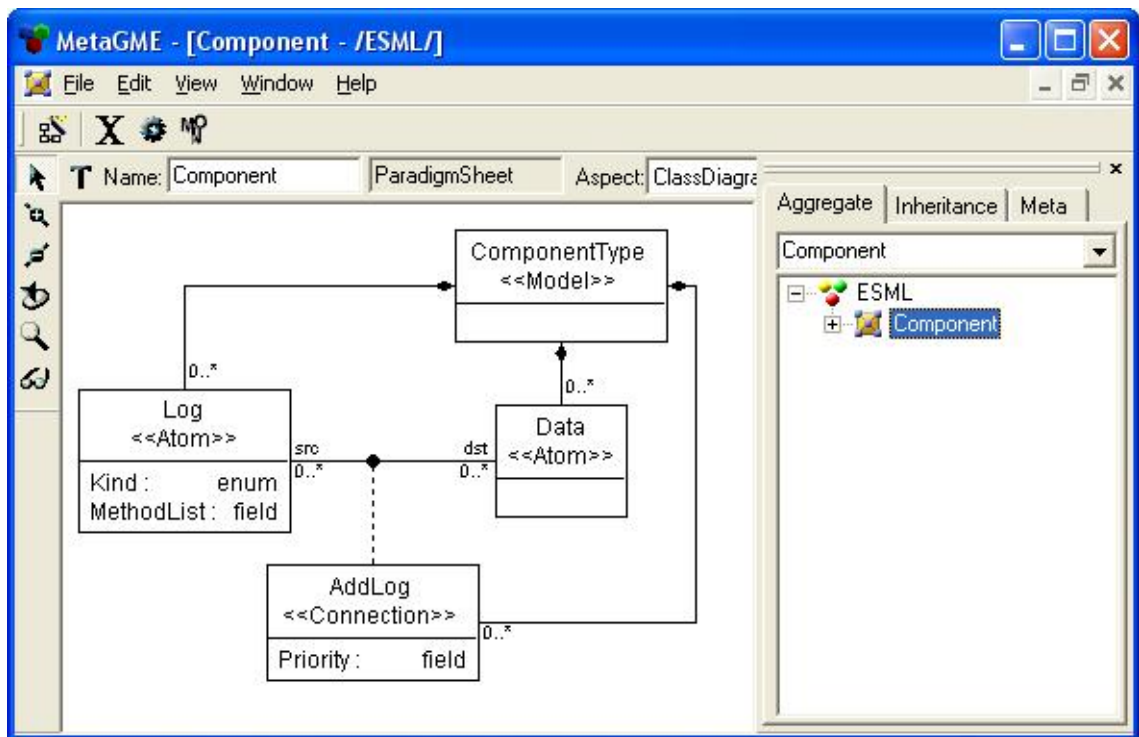 MetaGME - [Component - /ESML/]
File Edit View Window Help
Name: Component ParadigmSheet Aspect: ClassDiagra
Aggregate Inheritance Meta
Component
ESML
Component
ComponentType
<<Model>>
0..*
0..*
Log
<<Atom>>
Kind : enum
MethodList : field
src
0..*
dst
0..*
Data
<<Atom>>
AddLog
<<Connection>>
Priority : field
0..*